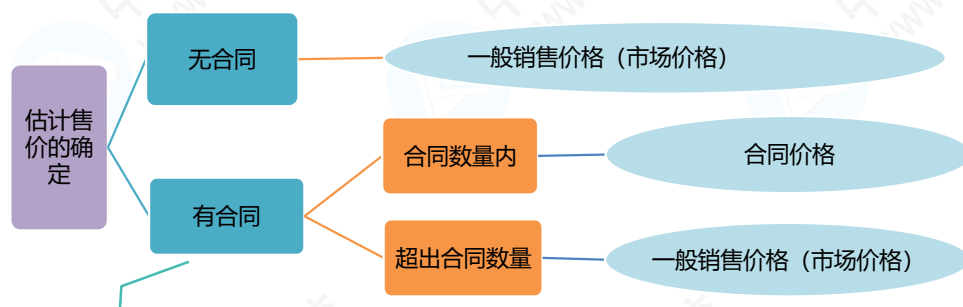 无合同
一般销售价格（市场价格）
估计售
价的确
定
合同数量内
合同价格
有合同
超出合同数量
一般销售价格（市场价格）